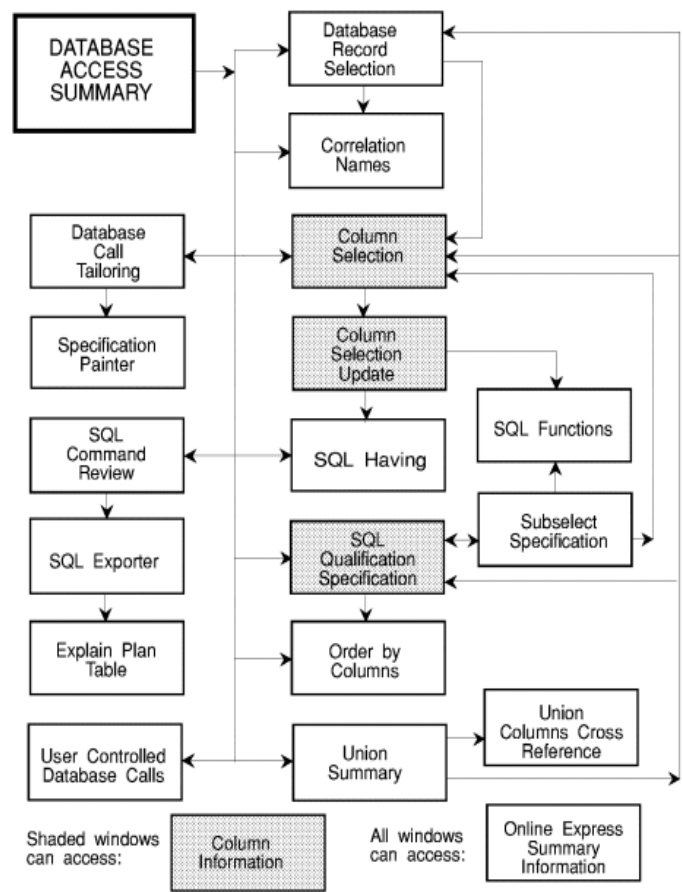 DATABASE
ACCESS
SUMMARY
Database
Record
Selection
Correlation
Names
Database
Call
Tailoring
Column
Selection
Specification
Painter
Column
Selection
Update
SQL
Command
Review
SQL Having
SQL Functions
SQL Exporter
SQL
Qualification
Specification
Subselect
Specification
Explain Plan
Table
Order by
Columns
User Controlled
Database Calls
Union
Summary
Union
Columns Cross
Reference
Shaded windows
can access:
Column
Information
All windows
can access:
Online Express
Summary
Information